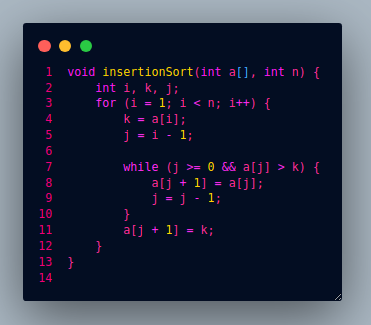 1 void insertionSort(int a[], int n) {
2     int i, k, j;
3     for (i = 1; i < n; i++) {
4         k = a[i];
5         j = i - 1;
6
7         while (j >= 0 && a[j] > k) {
8             a[j + 1] = a[j];
9             j = j - 1;
10         }
11         a[j + 1] = k;
12     }
13 }
14